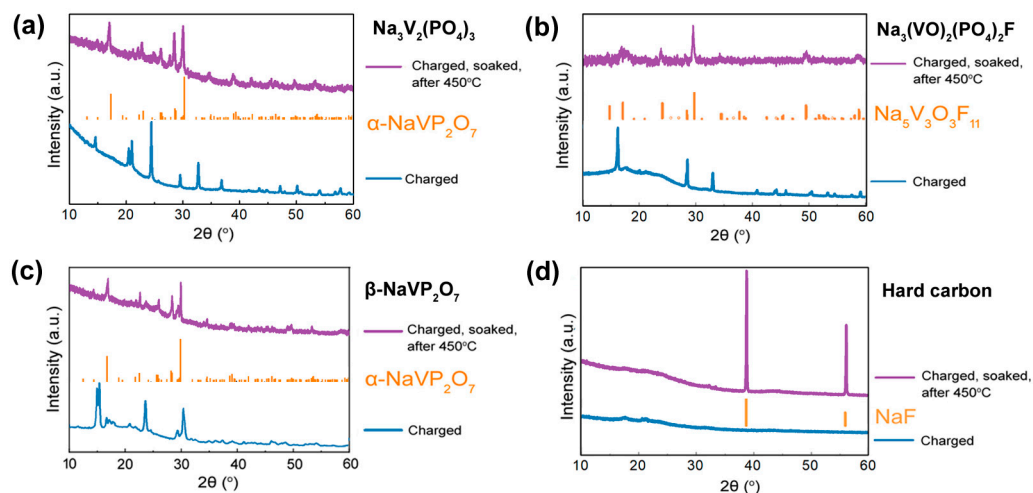 (a)
Na₃V₂(PO₄)₃
Charged, soaked,
after 450°C
α-NaVP₂O₇
Charged
Intensity (a.u.)
10 20 30 40 50 60
2θ (°)
(b)
Na₃(VO)₂(PO₄)₂F
Charged, soaked,
after 450°C
Na₅V₃O₃F₁₁
Charged
Intensity (a.u.)
10 20 30 40 50 60
2θ (°)
(c)
β-NaVP₂O₇
Charged, soaked,
after 450°C
α-NaVP₂O₇
Charged
Intensity (a.u.)
10 20 30 40 50 60
2θ (°)
(d)
Hard carbon
Charged, soaked,
after 450°C
NaF
Charged
Intensity (a.u.)
10 20 30 40 50 60
2θ (°)